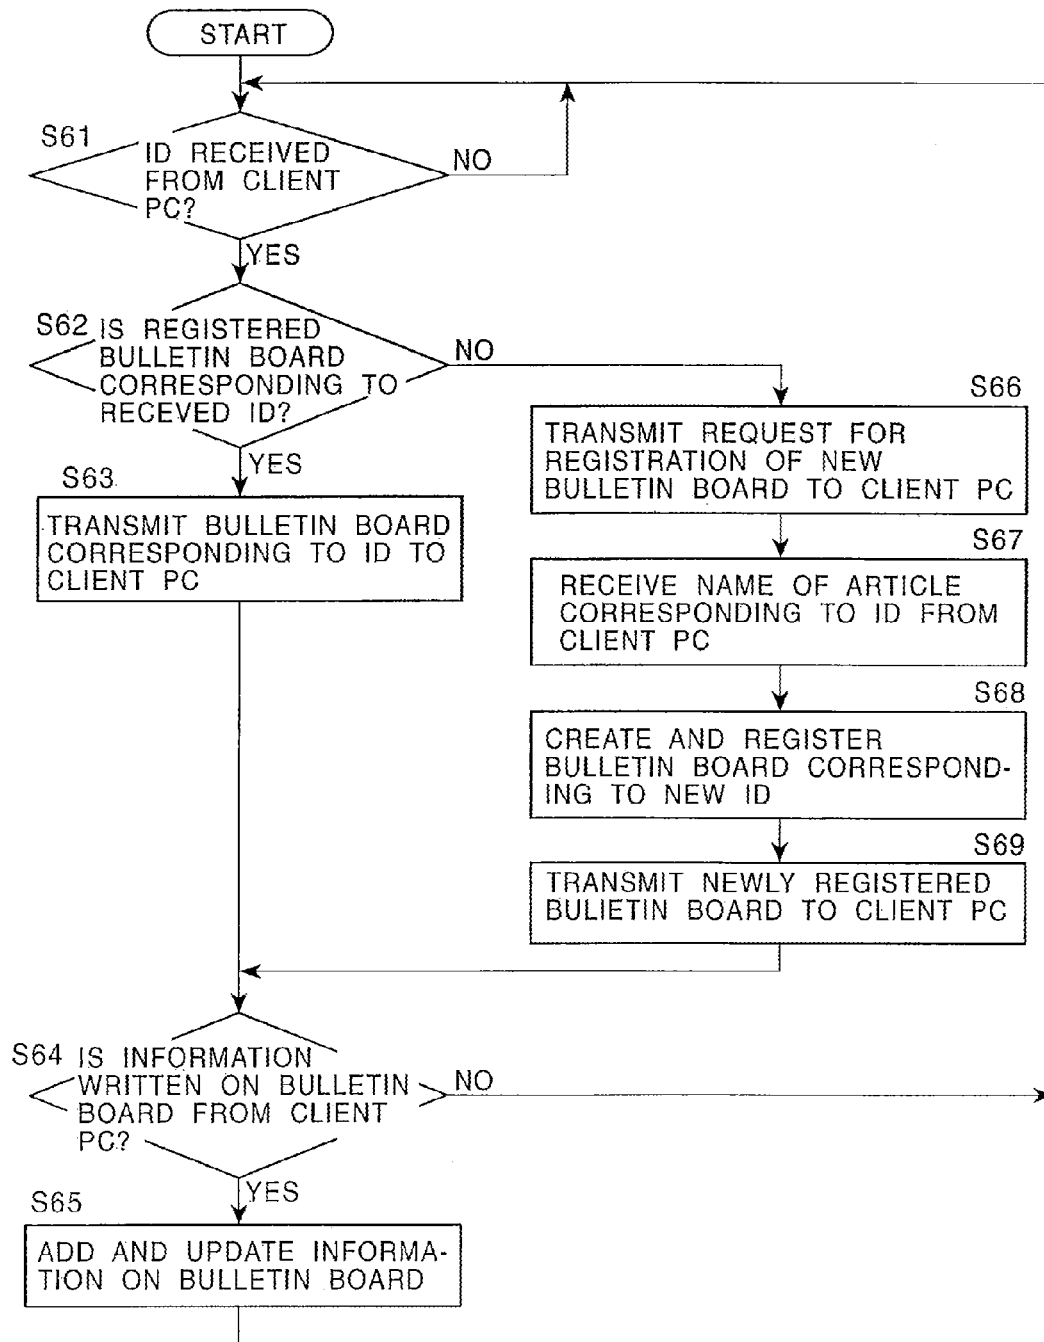 START
S61
ID RECEIVED
FROM CLIENT
PC?
NO
YES
S62
IS REGISTERED
BULLETIN BOARD
CORRESPONDING TO
RECEVED ID?
NO
YES
S63
TRANSMIT BULLETIN BOARD
CORRESPONDING TO ID TO
CLIENT PC
S66
TRANSMIT REQUEST FOR
REGISTRATION OF NEW
BULLETIN BOARD TO CLIENT PC
S67
RECEIVE NAME OF ARTICLE
CORRESPONDING TO ID FROM
CLIENT PC
S68
CREATE AND REGISTER
BULLETIN BOARD CORRESPOND-
ING TO NEW ID
S69
TRANSMIT NEWLY REGISTERED
BULIETIN BOARD TO CLIENT PC
S64
IS INFORMATION
WRITTEN ON BULLETIN
BOARD FROM CLIENT
PC?
NO
YES
S65
ADD AND UPDATE INFORMA-
TION ON BULLETIN BOARD